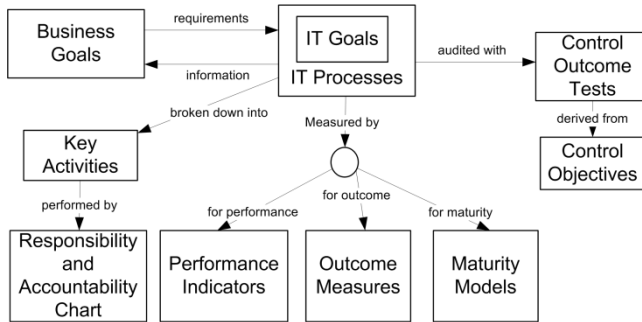 Business
Goals
requirements
information
IT Goals
IT Processes
audited with
Control
Outcome
Tests
broken down into
Measured by
derived from
Key
Activities
Control
Objectives
performed by
for performance
for outcome
for maturity
Responsibility
and
Accountability
Chart
Performance
Indicators
Outcome
Measures
Maturity
Models